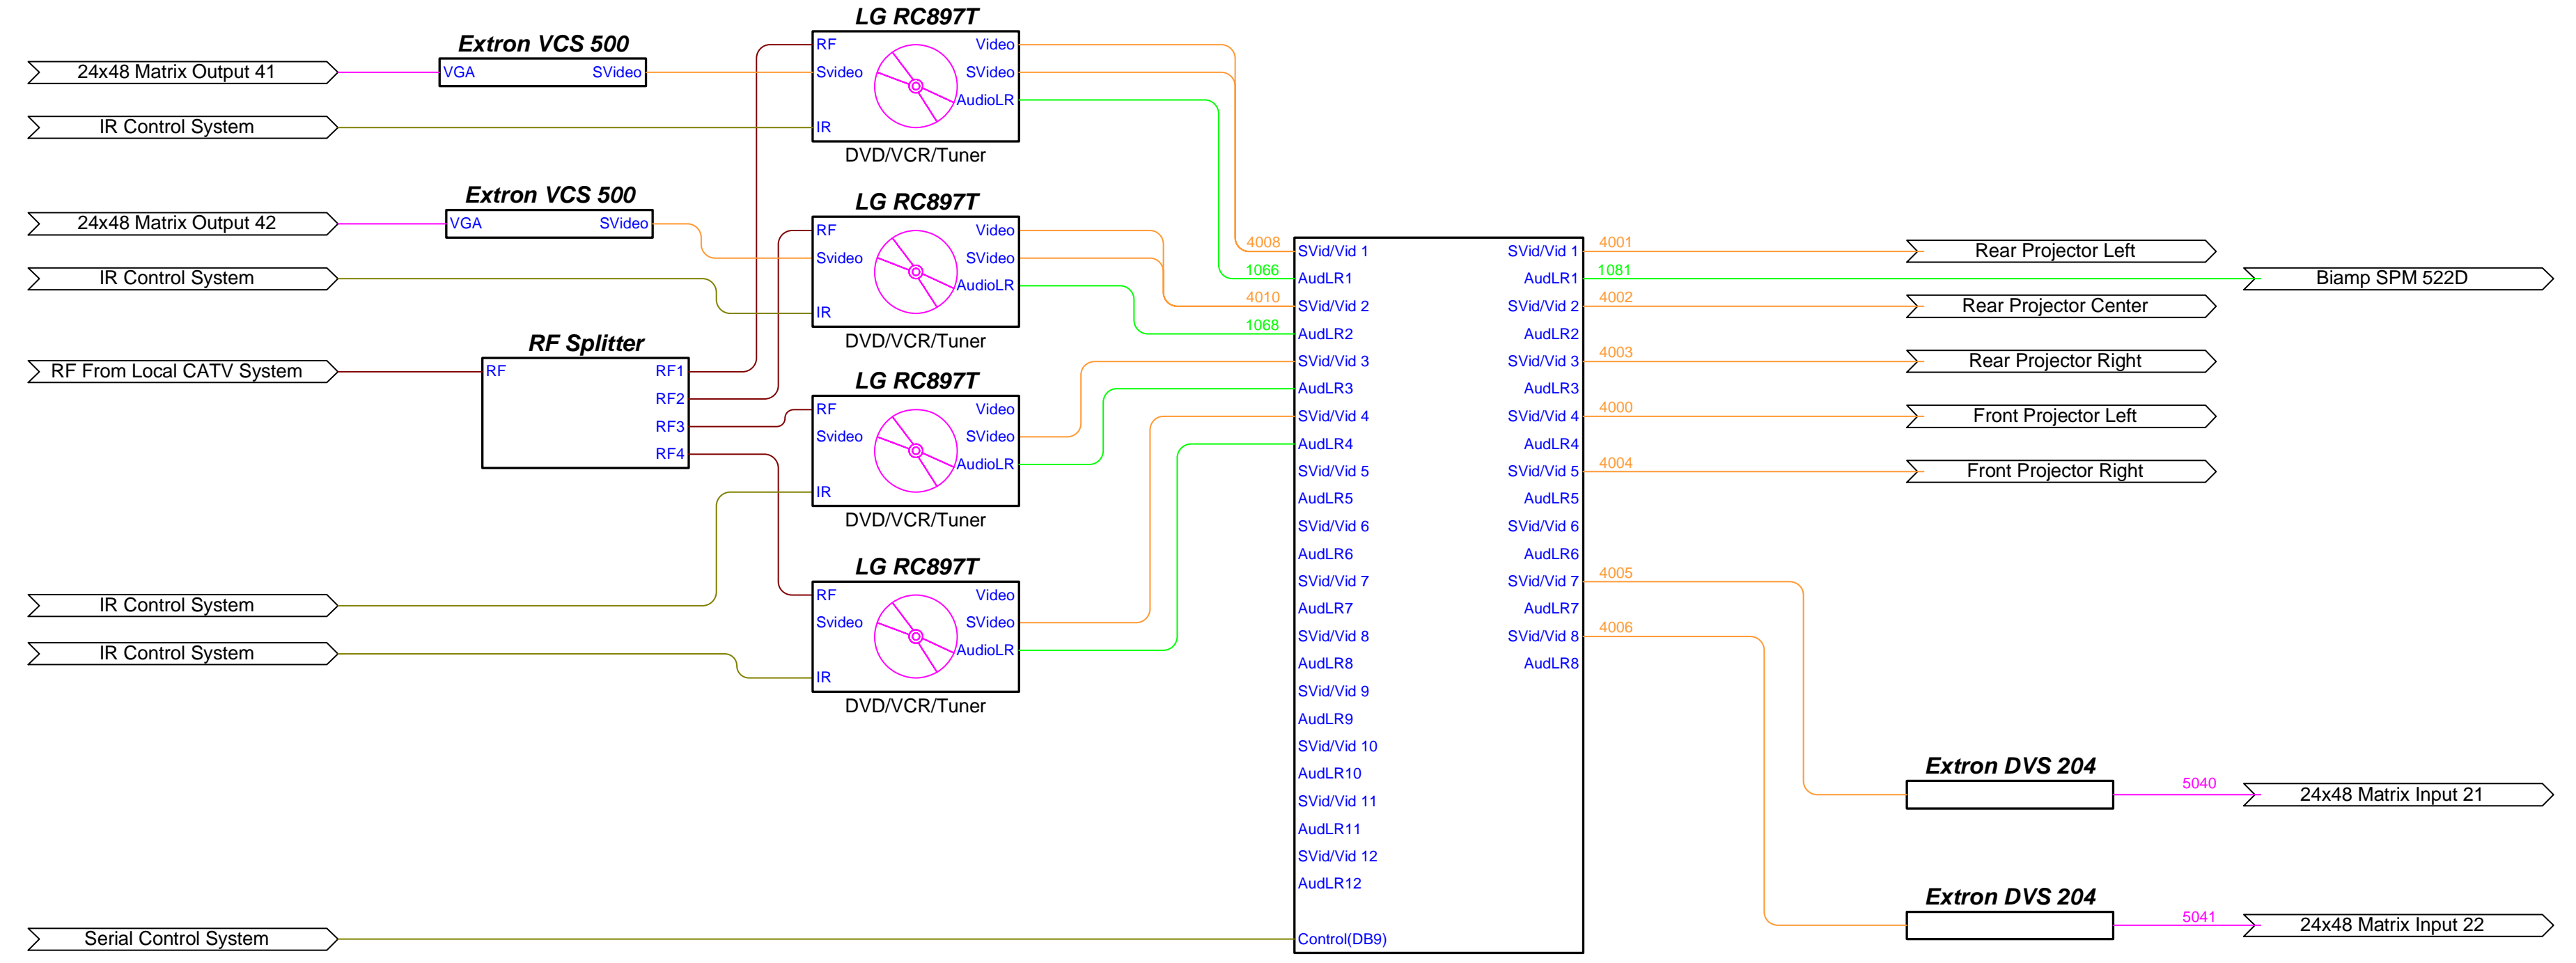 LG RC897T
Extron VCS 500
24x48 Matrix Output 41
VGA
SVideo
RF
Svideo
IR
Video
SVideo
AudioLR
IR Control System
DVD/VCR/Tuner
Extron VCS 500
24x48 Matrix Output 42
VGA
SVideo
IR Control System
LG RC897T
RF
Svideo
IR
Video
SVideo
AudioLR
DVD/VCR/Tuner
RF Splitter
RF From Local CATV System
RF
RF1
RF2
RF3
RF4
LG RC897T
RF
Svideo
IR
Video
SVideo
AudioLR
DVD/VCR/Tuner
IR Control System
IR Control System
LG RC897T
RF
Svideo
IR
Video
SVideo
AudioLR
DVD/VCR/Tuner
Serial Control System
4008
1066
4010
1068
SVid/Vid 1
AudLR1
SVid/Vid 2
AudLR2
SVid/Vid 3
AudLR3
SVid/Vid 4
AudLR4
SVid/Vid 5
AudLR5
SVid/Vid 6
AudLR6
SVid/Vid 7
AudLR7
SVid/Vid 8
AudLR8
SVid/Vid 9
AudLR9
SVid/Vid 10
AudLR10
SVid/Vid 11
AudLR11
SVid/Vid 12
AudLR12
Control(DB9)
SVid/Vid 1
AudLR1
SVid/Vid 2
AudLR2
SVid/Vid 3
AudLR3
SVid/Vid 4
AudLR4
SVid/Vid 5
AudLR5
SVid/Vid 6
AudLR6
SVid/Vid 7
AudLR7
SVid/Vid 8
AudLR8
4001
1081
4002
4003
4000
4004
4005
4006
Rear Projector Left
Biamp SPM 522D
Rear Projector Center
Rear Projector Right
Front Projector Left
Front Projector Right
Extron DVS 204
5040
24x48 Matrix Input 21
Extron DVS 204
5041
24x48 Matrix Input 22